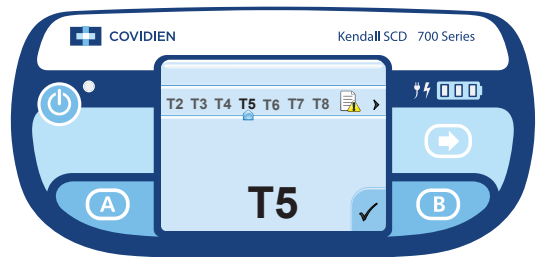 COVIDIEN
Kendall SCD 700 Series
T2 T3 T4 T5 T6 T7 T8
T5
A
B